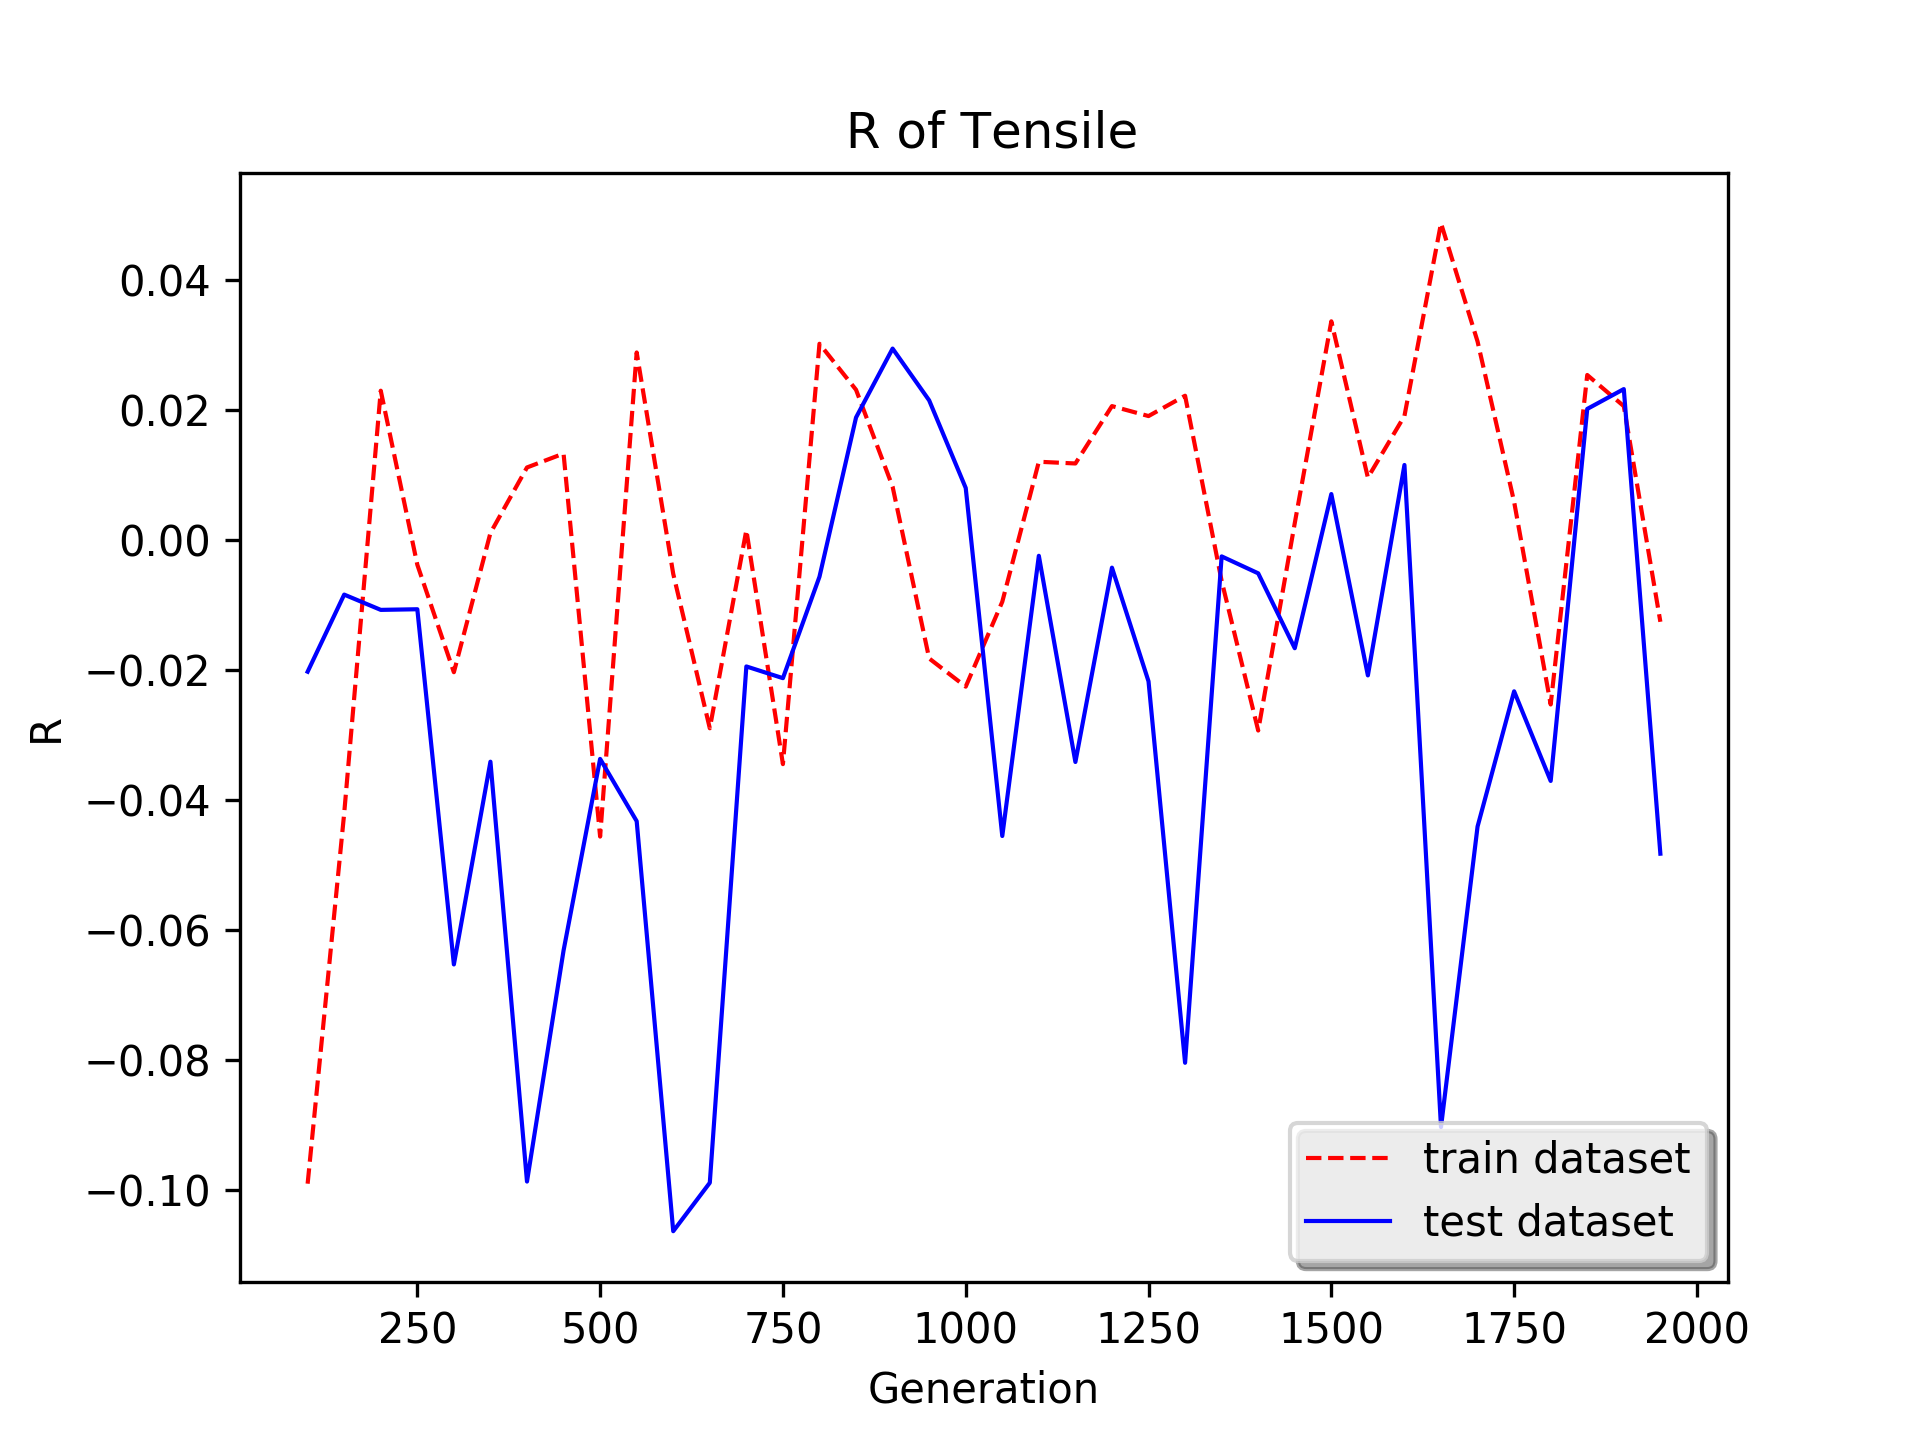 R of Tensile
R
0.04
0.02
0.00
−0.02
−0.04
−0.06
−0.08
−0.10
train dataset
test dataset
250 500 750 1000 1250 1500 1750 2000
Generation